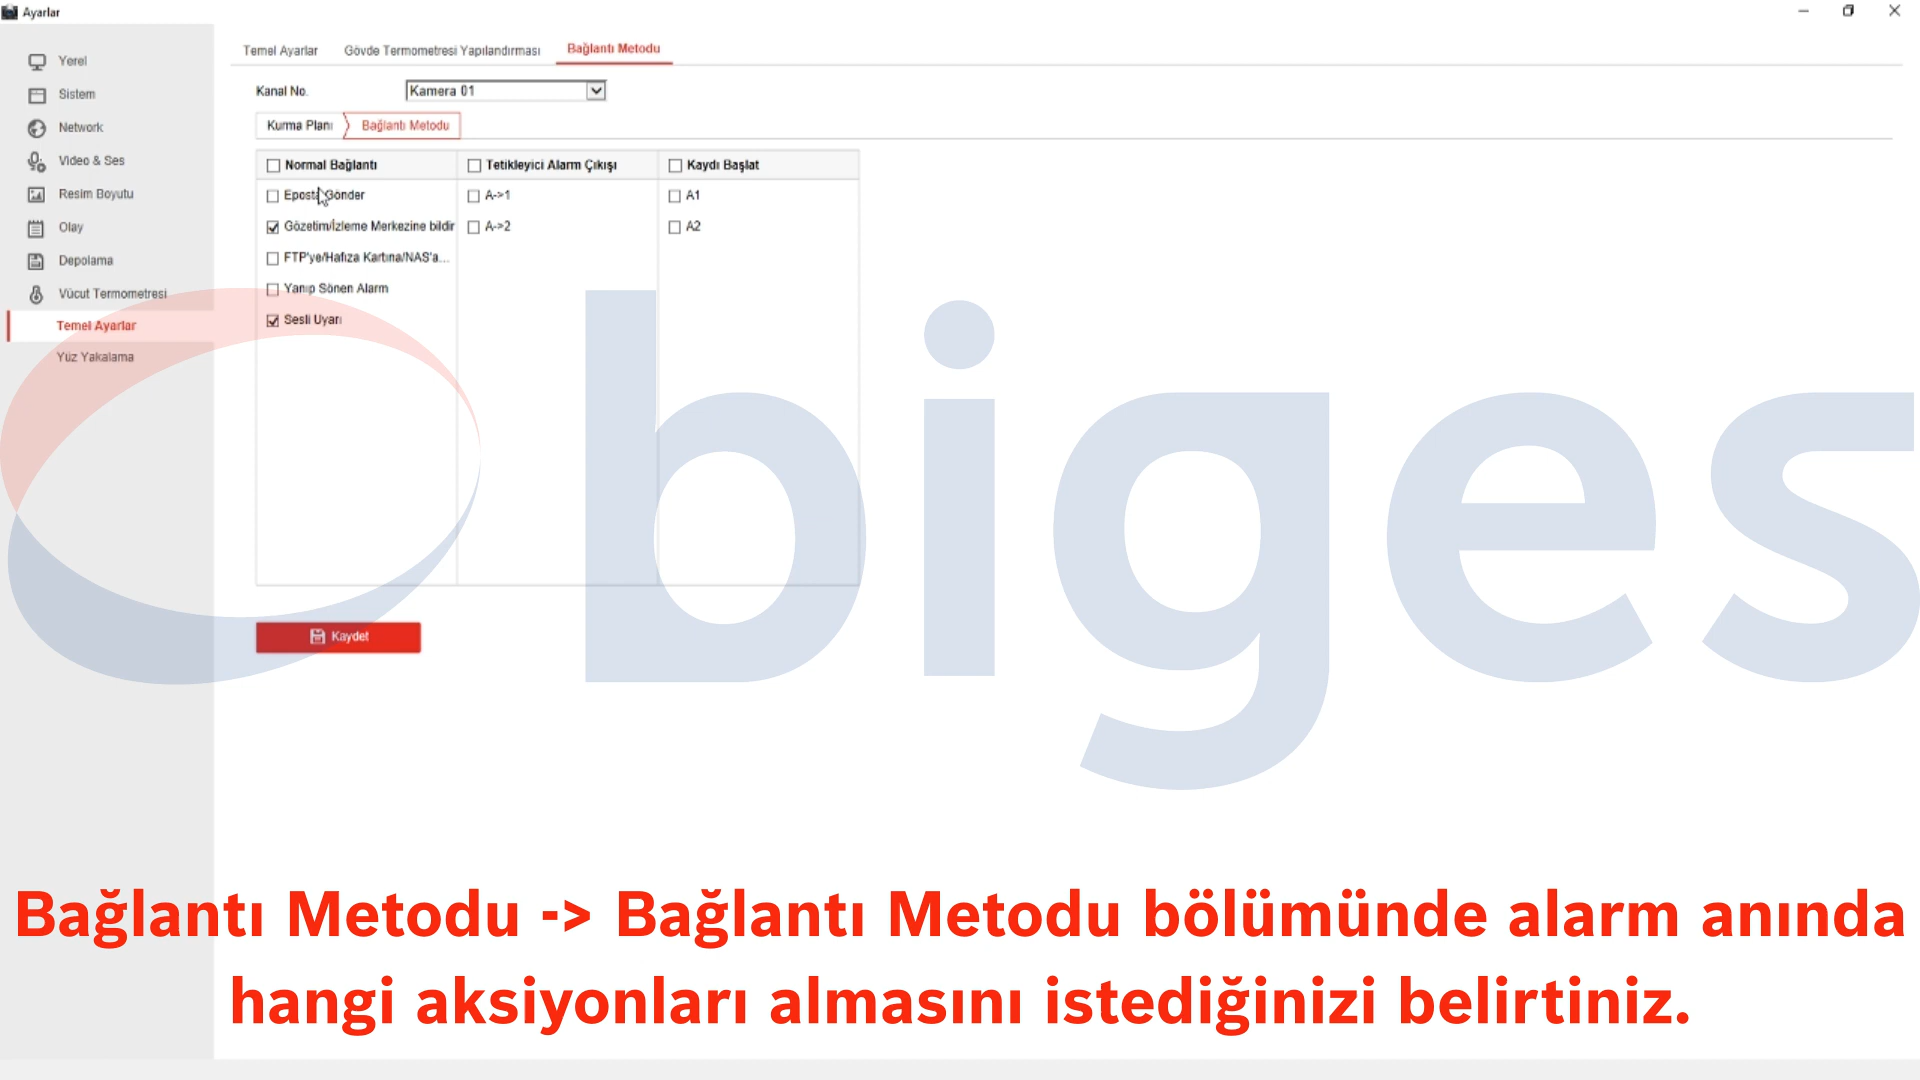 Ayarlar
Temel Ayarlar Gövde Termometresi Yapılandırması Bağlantı Metodu
Yerel
Sistem
Network
Video & Ses
Resim Boyutu
Olay
Depolama
Vücut Termometresi
Temel Ayarlar
Yüz Yakalama
Kanal No. Kamera 01
Kurma Planı Bağlantı Metodu
Normal Bağlantı Tetikleyici Alarm Çıkışı Kaydı Başlat
Eposta Gönder A->1 A1
Gözetim/İzleme Merkezine bildir A->2 A2
FTP'ye/Hafıza Kartına/NAS'a...
Yanıp Sönen Alarm
Sesli Uyarı
Kaydet
biges
Bağlantı Metodu -> Bağlantı Metodu bölümünde alarm anında
hangi aksiyonları almasını istediğinizi belirtiniz.